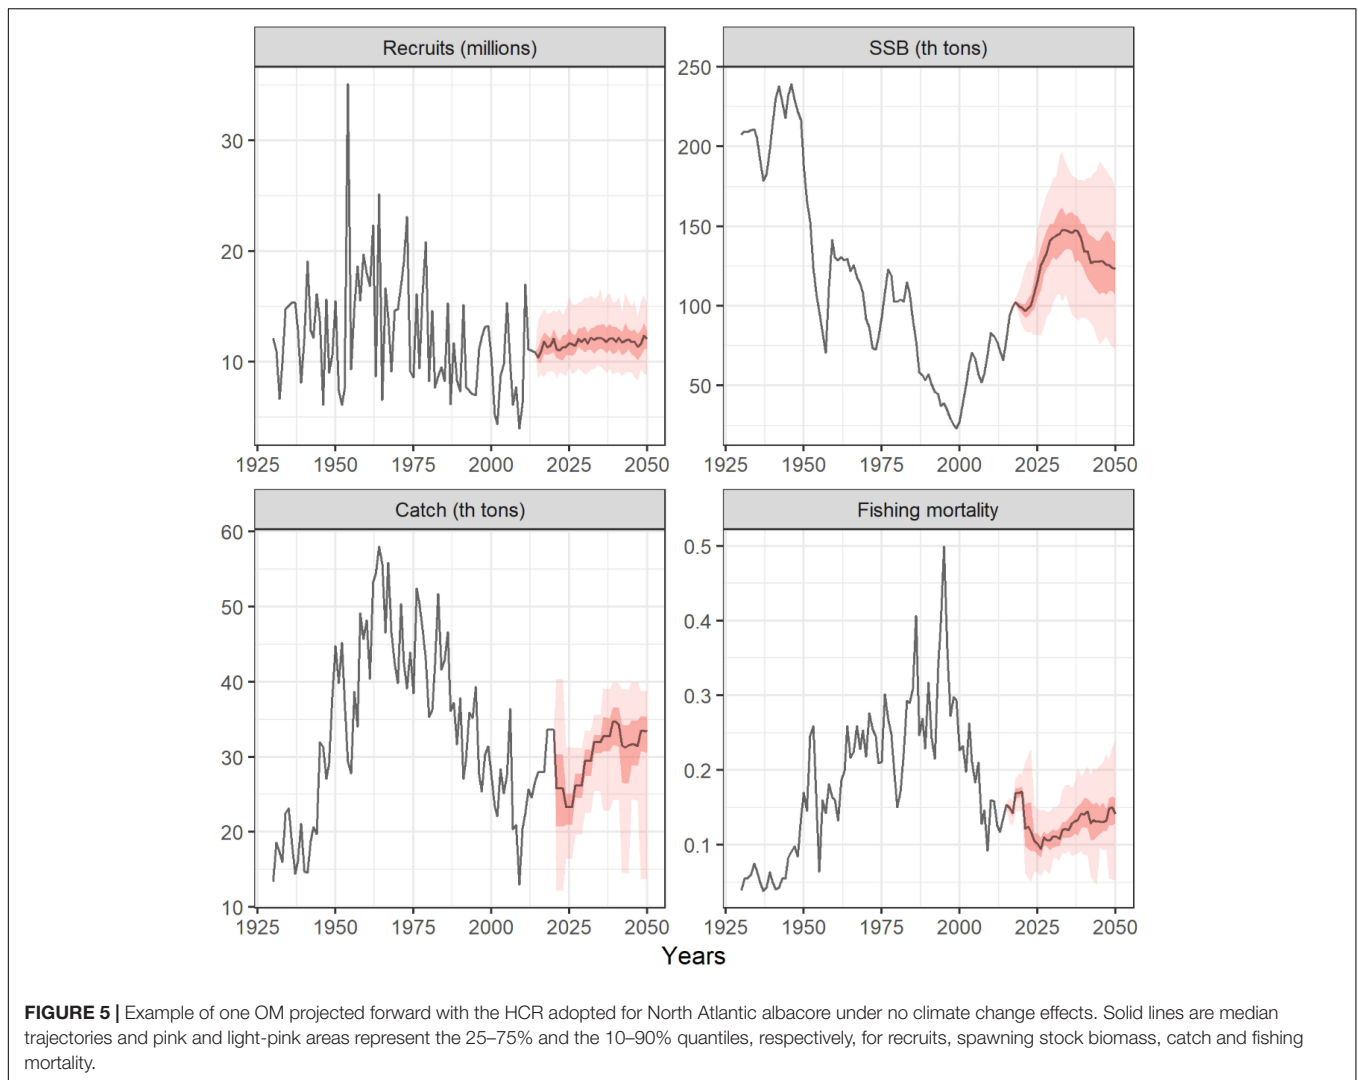 Recruits (millions)
30
20
10
1925 1950 1975 2000 2025 2050
SSB (th tons)
250
200
150
100
50
1925 1950 1975 2000 2025 2050
Catch (th tons)
60
50
40
30
20
10
1925 1950 1975 2000 2025 2050
Fishing mortality
0.5
0.4
0.3
0.2
0.1
1925 1950 1975 2000 2025 2050
Years
FIGURE 5 | Example of one OM projected forward with the HCR adopted for North Atlantic albacore under no climate change effects. Solid lines are median
trajectories and pink and light-pink areas represent the 25–75% and the 10–90% quantiles, respectively, for recruits, spawning stock biomass, catch and fishing
mortality.